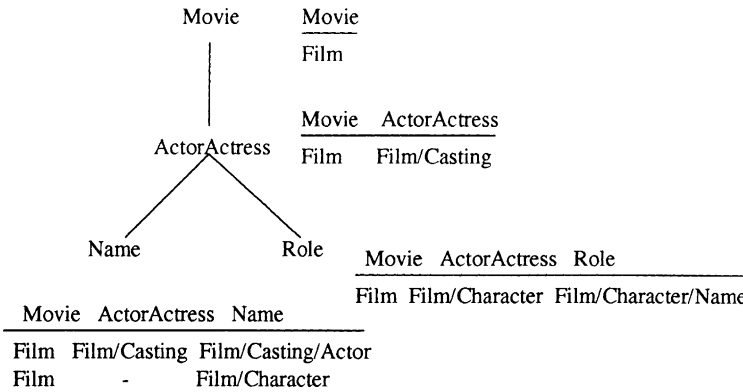 Movie
Movie
Film
Movie ActorActress
ActorActress
Film Film/Casting
Name
Role
Movie ActorActress Role
Film Film/Character Film/Character/Name
Movie ActorActress Name
Film Film/Casting Film/Casting/Actor
Film - Film/Character